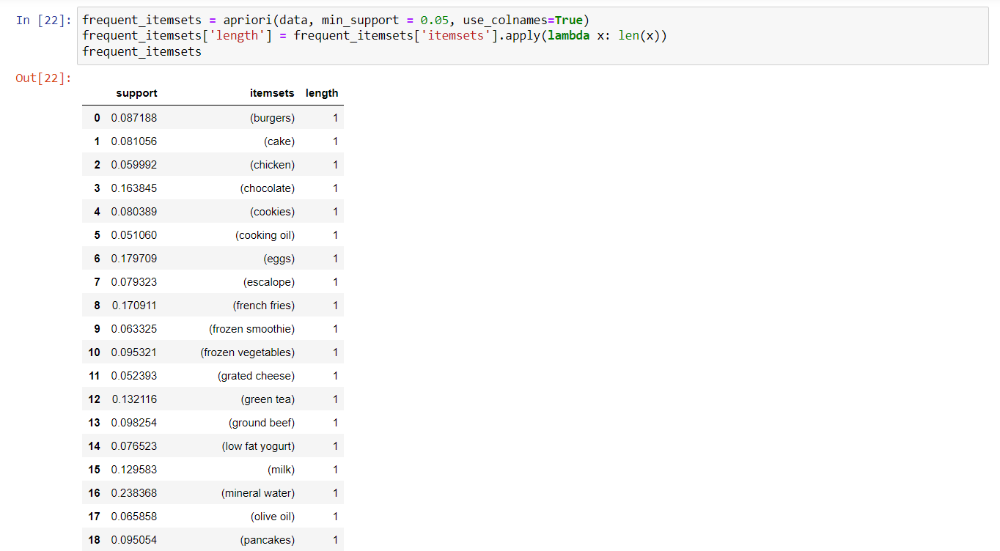 In [22]: frequent_itemsets = apriori(data, min_support = 0.05, use_colnames=True)
frequent_itemsets['length'] = frequent_itemsets['itemsets'].apply(lambda x: len(x))
frequent_itemsets
Out[22]:
support itemsets length
0 0.087188 (burgers) 1
1 0.081056 (cake) 1
2 0.059992 (chicken) 1
3 0.163845 (chocolate) 1
4 0.080389 (cookies) 1
5 0.051060 (cooking oil) 1
6 0.179709 (eggs) 1
7 0.079323 (escalope) 1
8 0.170911 (french fries) 1
9 0.063325 (frozen smoothie) 1
10 0.095321 (frozen vegetables) 1
11 0.052393 (grated cheese) 1
12 0.132116 (green tea) 1
13 0.098254 (ground beef) 1
14 0.076523 (low fat yogurt) 1
15 0.129583 (milk) 1
16 0.238368 (mineral water) 1
17 0.065858 (olive oil) 1
18 0.095054 (pancakes) 1